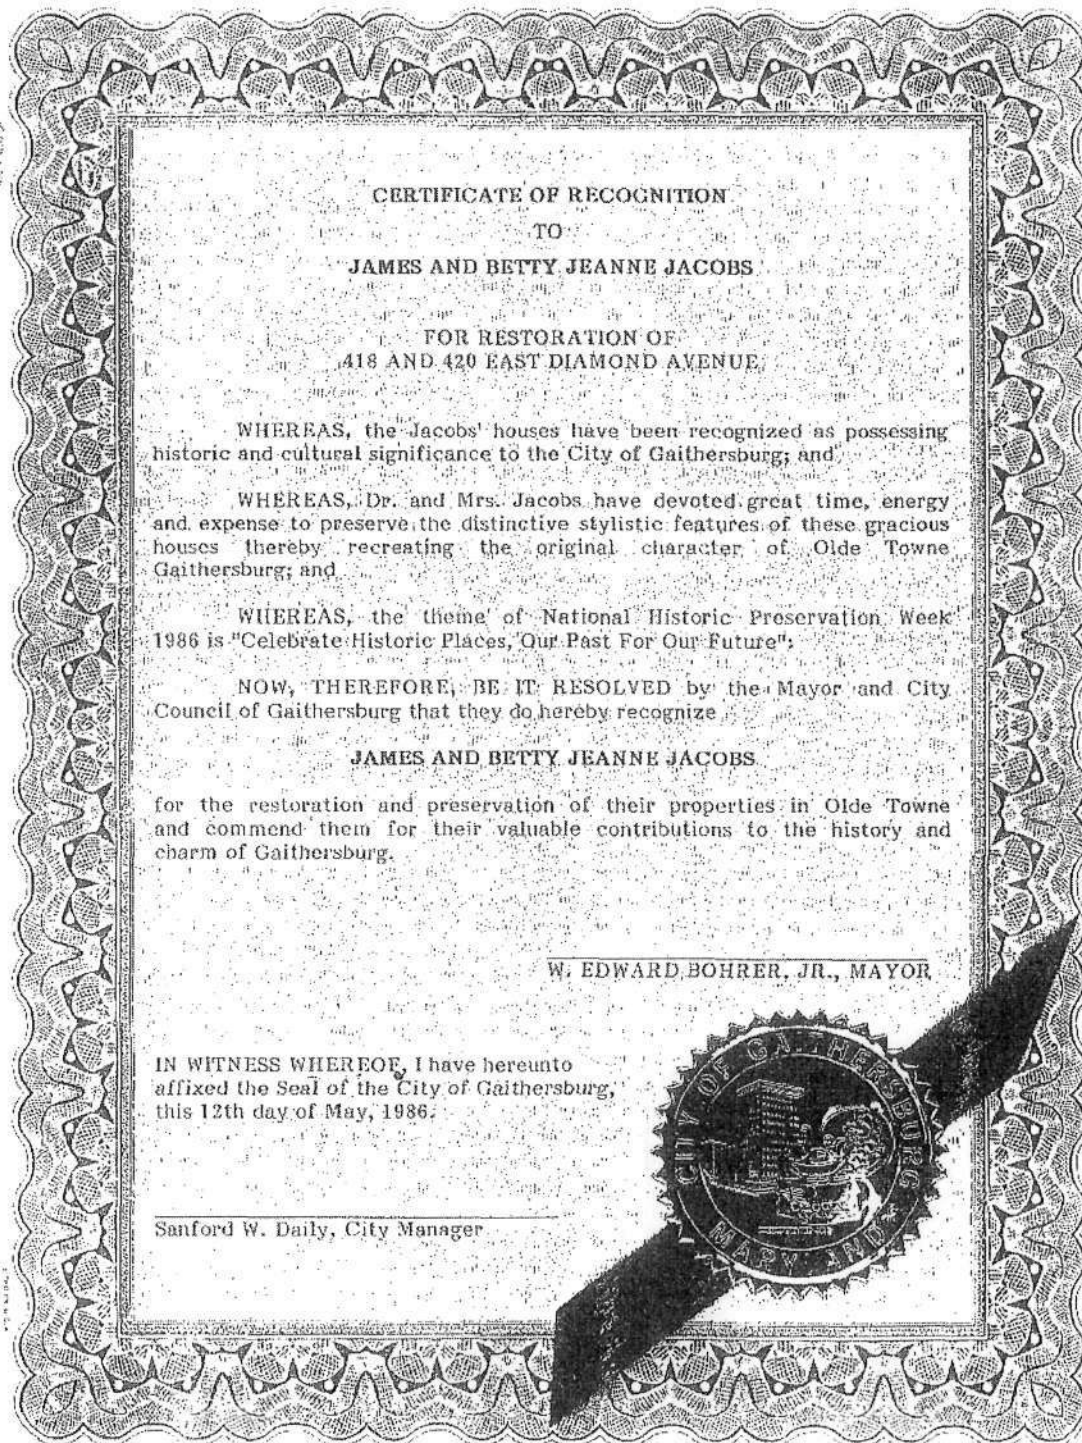 CERTIFICATE OF RECOGNITION
TO
JAMES AND BETTY JEANNE JACOBS
FOR RESTORATION OF
418 AND 420 EAST DIAMOND AVENUE
WHEREAS, the Jacobs' houses have been recognized as possessing
historic and cultural significance to the City of Gaithersburg; and
WHEREAS, Dr. and Mrs. Jacobs have devoted great time, energy
and expense to preserve the distinctive stylistic features of these gracious
houses thereby recreating the original character of Olde Towne
Gaithersburg; and
WHEREAS, the theme of National Historic Preservation Week
1986 is "Celebrate Historic Places, Our Past For Our Future":
NOW, THEREFORE, BE IT RESOLVED by the Mayor and City
Council of Gaithersburg that they do hereby recognize
JAMES AND BETTY JEANNE JACOBS
for the restoration and preservation of their properties in Olde Towne
and commend them for their valuable contributions to the history and
charm of Gaithersburg.
W. EDWARD BOHRER, JR., MAYOR
IN WITNESS WHEREOF, I have hereunto
affixed the Seal of the City of Gaithersburg,
this 12th day of May, 1986.
Sanford W. Daily, City Manager
CITY OF GAITHERSBURG
MARYLAND